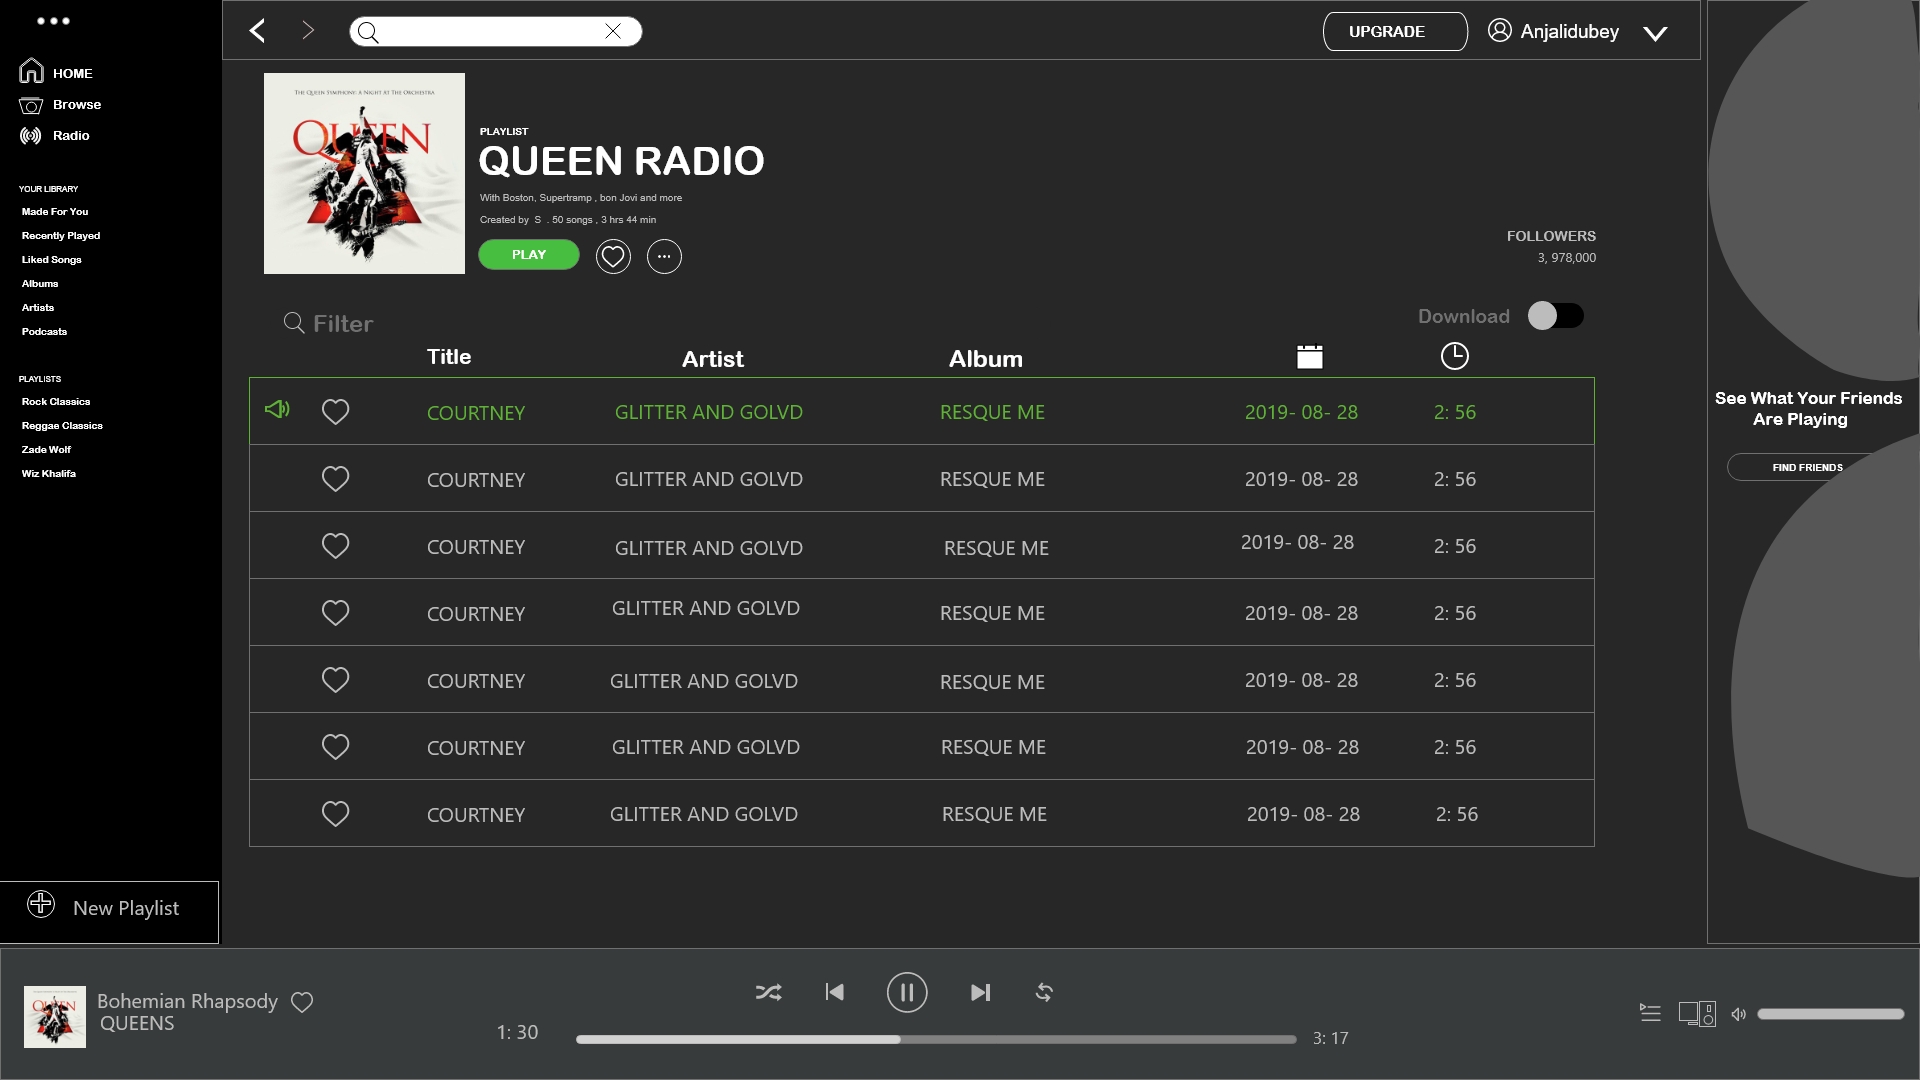 HOME
Browse
Radio
YOUR LIBRARY
Made For You
Recently Played
Liked Songs
Albums
Artists
Podcasts
PLAYLISTS
Rock Classics
Reggae Classics
Zade Wolf
Wiz Khalifa
New Playlist
UPGRADE
Anjalidubey
THE QUEEN SYMPHONY: A NIGHT AT THE ORCHESTRA
QUEEN
PLAYLIST
QUEEN RADIO
With Boston, Supertramp , bon Jovi and more
Created by S . 50 songs , 3 hrs 44 min
PLAY
FOLLOWERS
3, 978,000
Filter
Download
Title Artist Album
COURTNEY GLITTER AND GOLVD RESQUE ME 2019- 08- 28 2: 56
COURTNEY GLITTER AND GOLVD RESQUE ME 2019- 08- 28 2: 56
COURTNEY GLITTER AND GOLVD RESQUE ME 2019- 08- 28 2: 56
COURTNEY GLITTER AND GOLVD RESQUE ME 2019- 08- 28 2: 56
COURTNEY GLITTER AND GOLVD RESQUE ME 2019- 08- 28 2: 56
COURTNEY GLITTER AND GOLVD RESQUE ME 2019- 08- 28 2: 56
COURTNEY GLITTER AND GOLVD RESQUE ME 2019- 08- 28 2: 56
See What Your Friends
Are Playing
FIND FRIENDS
QUEEN
Bohemian Rhapsody
QUEENS
1: 30
3: 17